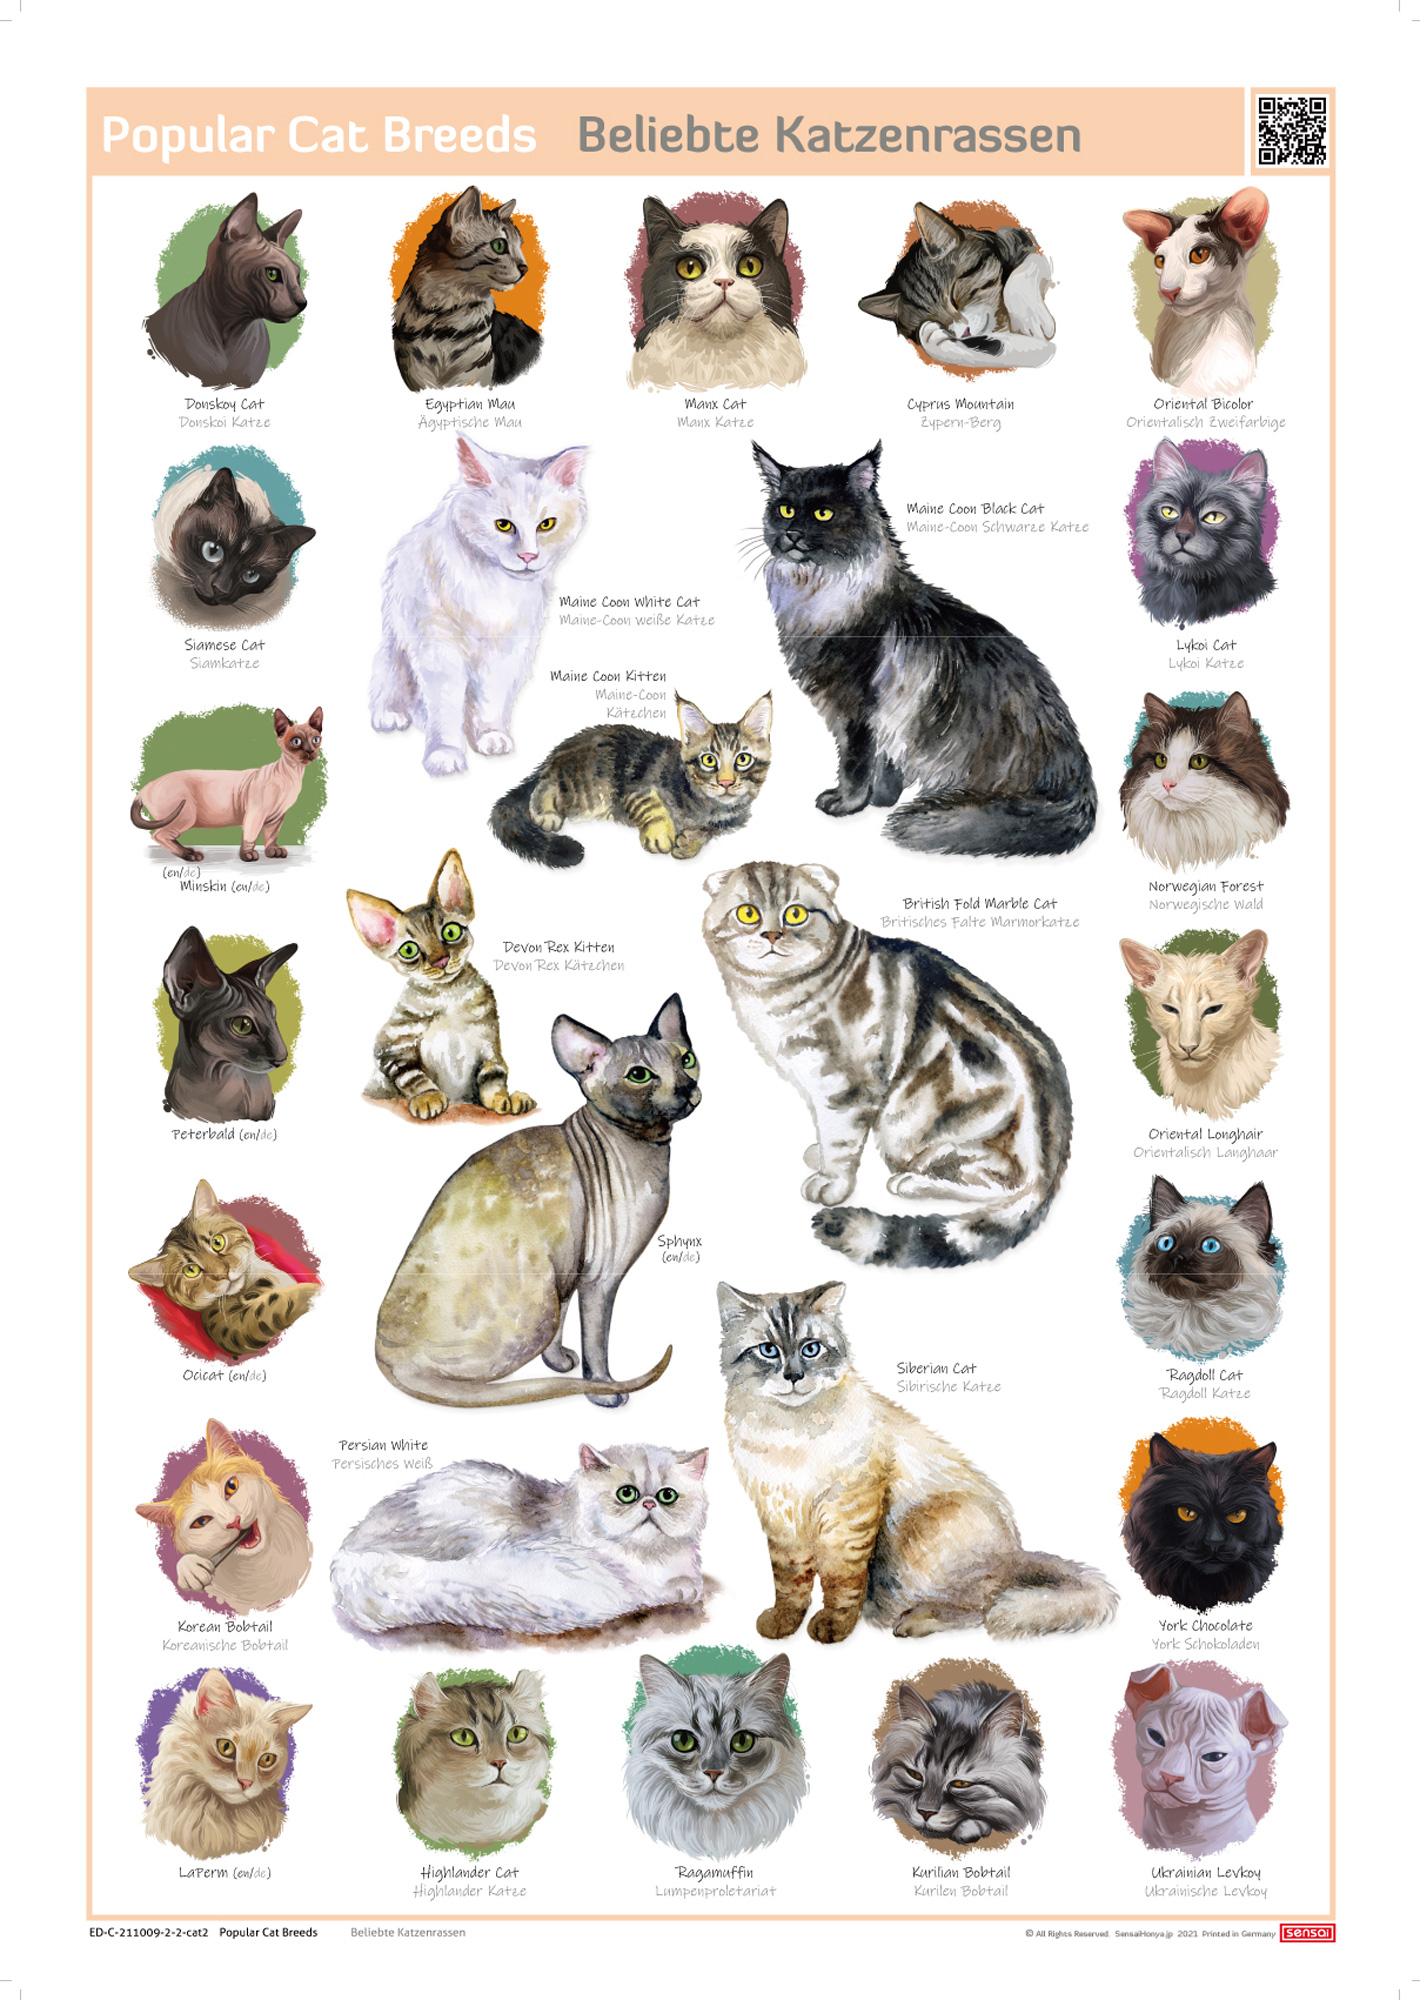 Popular Cat Breeds Beliebte Katzenrassen
Donskoy Cat
Donskoi Katze
Egyptian Mau
Ägyptische Mau
Manx Cat
Manx Katze
Cyprus Mountain
Zypern-Berg
Oriental Bicolor
Orientalisch Zweifarbige
Siamese Cat
Siamkatze
Maine Coon White Cat
Maine-Coon weiße Katze
Maine Coon Black Cat
Maine-Coon Schwarze Katze
Lykoi Cat
Lykoi Katze
Maine Coon Kitten
Maine-Coon
Kätzchen
(en/de)
Minskin (en/de)
Norwegian Forest
Norwegische Wald
Devon Rex Kitten
Devon Rex Kätzchen
British Fold Marble Cat
Britisches Falte Marmorkatze
Peterbald (en/de)
Oriental Longhair
Orientalisch Langhaar
Sphynx
(en/de)
Ocicat (en/de)
Siberian Cat
Sibirische Katze
Ragdoll Cat
Ragdoll Katze
Persian White
Persisches Weiß
Korean Bobtail
Koreanische Bobtail
York Chocolate
York Schokoladen
LaPerm (en/de)
Highlander Cat
Highlander Katze
Ragamuffin
Lumpenproletariat
Kurilian Bobtail
Kurilen Bobtail
Ukrainian Levkoy
Ukrainische Levkoy
ED-C-211009-2-2-cat2 Popular Cat Breeds Beliebte Katzenrassen
© All Rights Reserved. SensaiHonya.jp 2021 Printed in Germany sensai